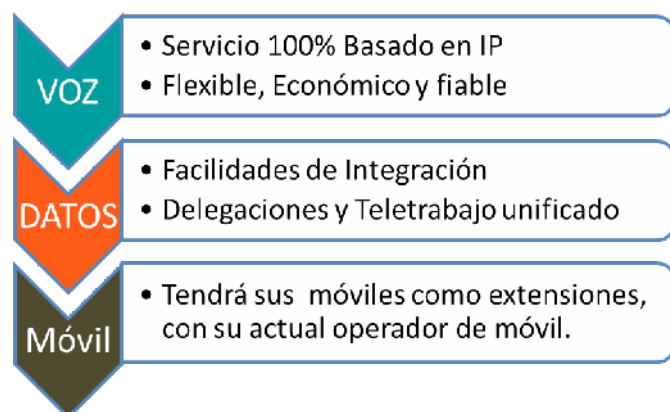 VOZ
• Servicio 100% Basado en IP
• Flexible, Económico y fiable
DATOS
• Facilidades de Integración
• Delegaciones y Teletrabajo unificado
Móvil
• Tendrá sus móviles como extensiones,
con su actual operador de móvil.